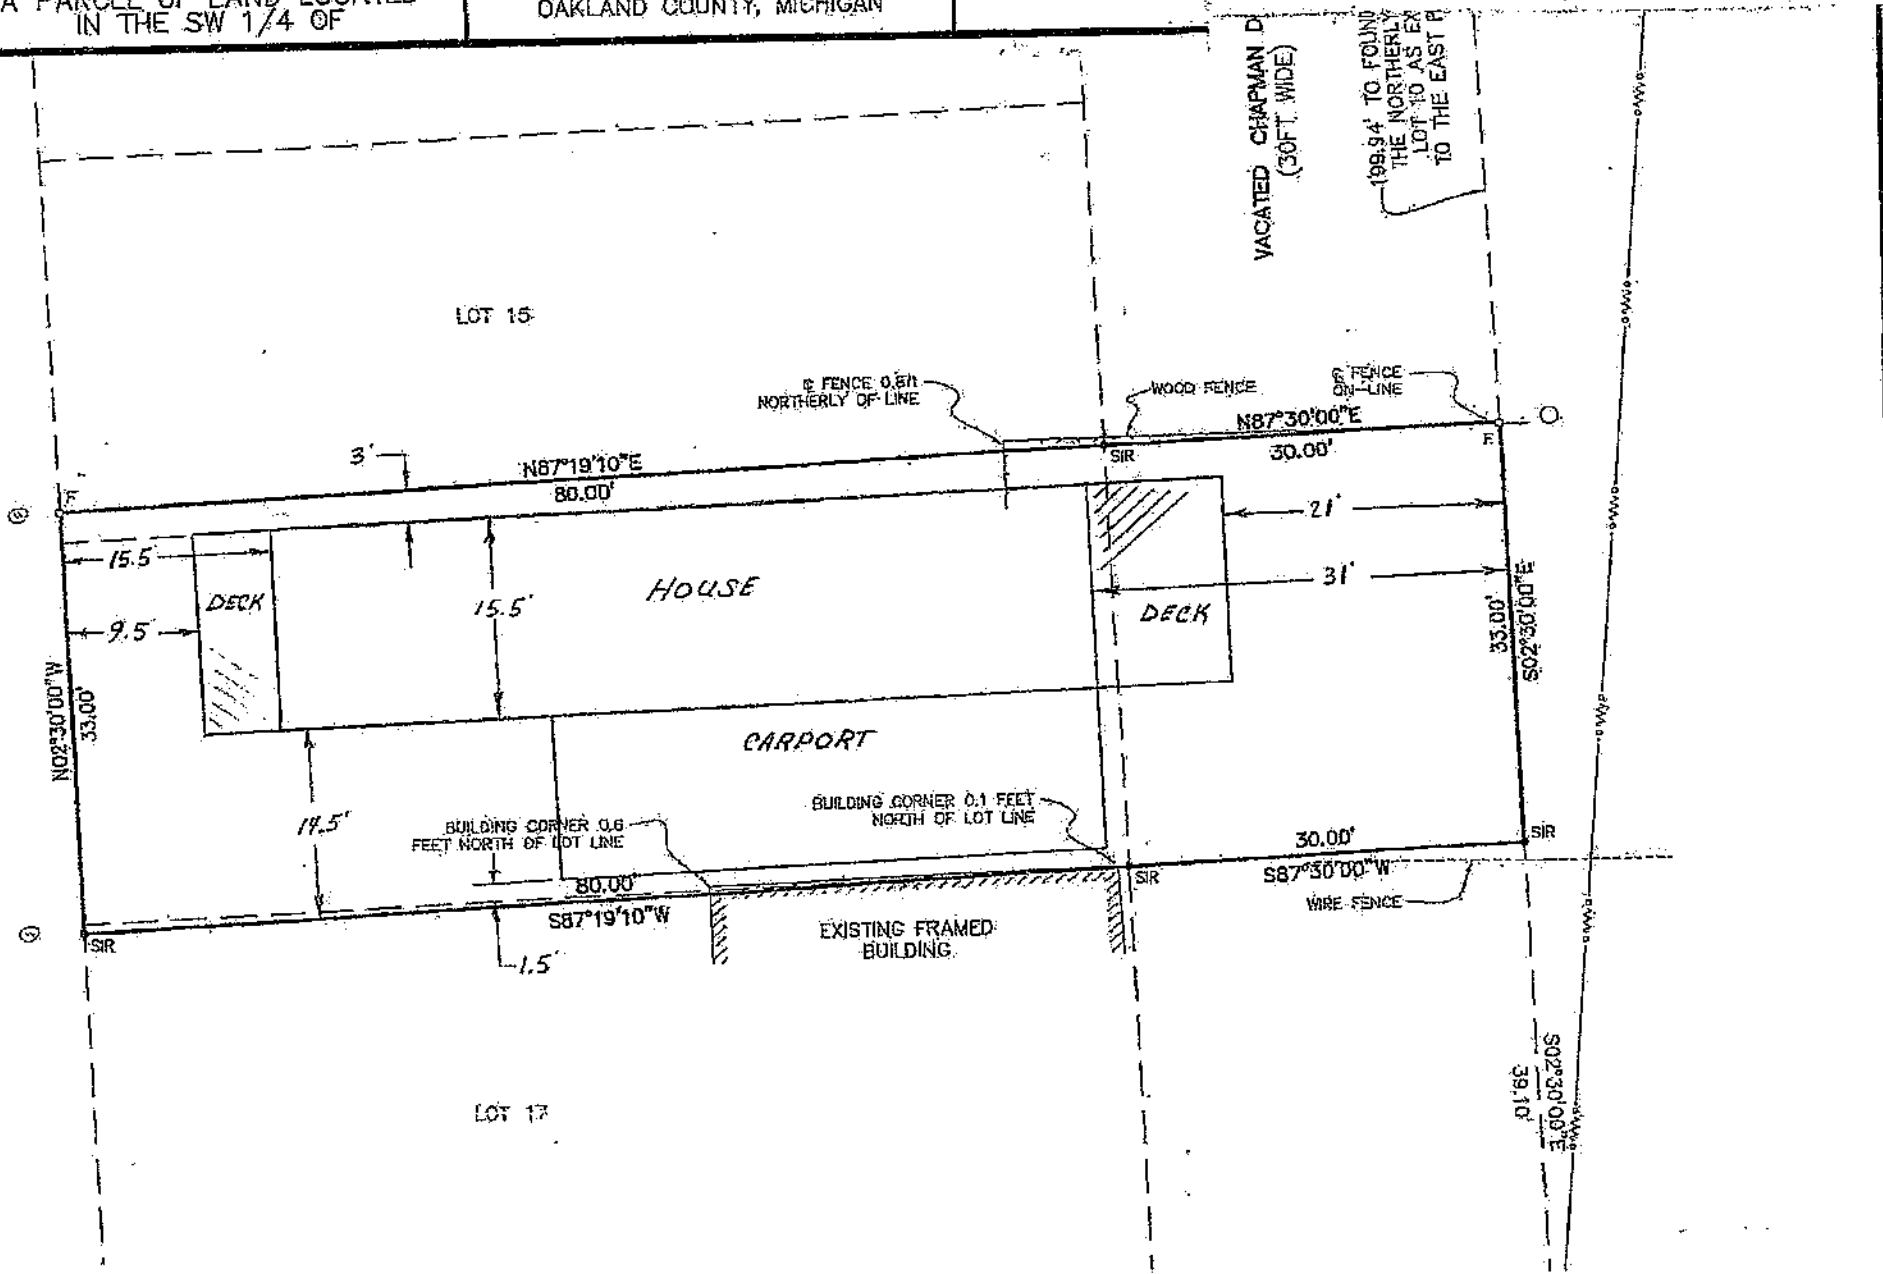 A PARCLE OF LAND LOCATED
IN THE SW 1/4 OF
OAKLAND COUNTY, MICHIGAN
VACATED CHAPMAN D
(30FT. WIDE)
199.94' TO FOUND
THE NORTHERLY
LOT 10 AS EX
TO THE EAST
LOT 15
℄ FENCE
NORTHERLY OF LINE
WOOD FENCE
℄ FENCE
ON-LINE
N87°30'00"E
30.00'
F
SIR
3'
N87°19'10"E
80.00'
F
21'
15.5
HOUSE
31'
DECK
15.5'
DECK
9.5
33.00'
S02°30'00"E
N02°30'00"W
33.00'
CARPORT
14.5'
BUILDING CORNER 0.6
FEET NORTH OF LOT LINE
BUILDING CORNER 0.1 FEET
NORTH OF LOT LINE
30.00'
SIR
S87°30'00"W
80.00'
SIR
S87°19'10"W
WIRE FENCE
SIR
EXISTING FRAMED
BUILDING
1.5'
S02°30'00"E
39.10'
LOT 17